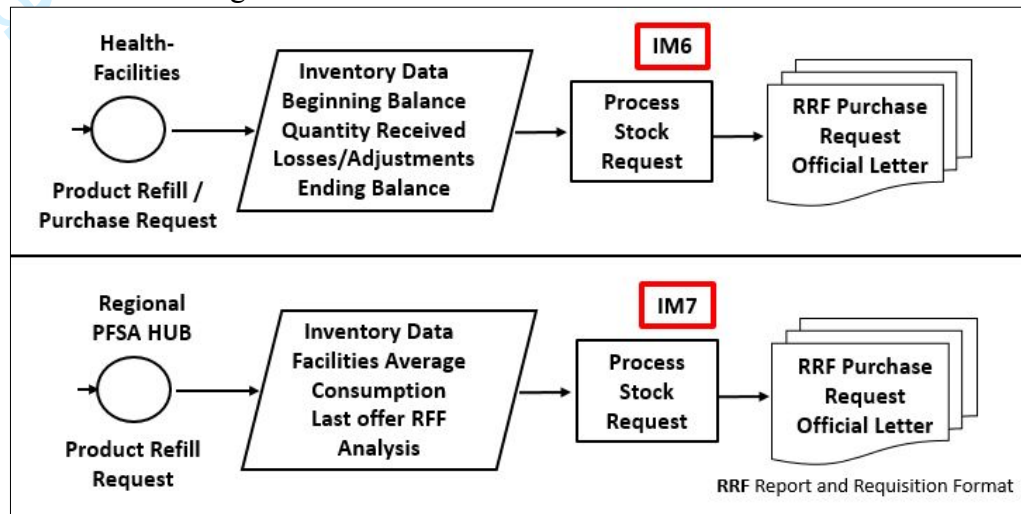 Health-
Facilities
Product Refill /
Purchase Request
Inventory Data
Beginning Balance
Quantity Received
Losses/Adjustments
Ending Balance
IM6
Process
Stock
Request
RRF Purchase
Request
Official Letter
Regional
PFSA HUB
Product Refill
Request
Inventory Data
Facilities Average
Consumption
Last offer RFF
Analysis
IM7
Process
Stock
Request
RRF Purchase
Request
Official Letter
RRF Report and Requisition Format